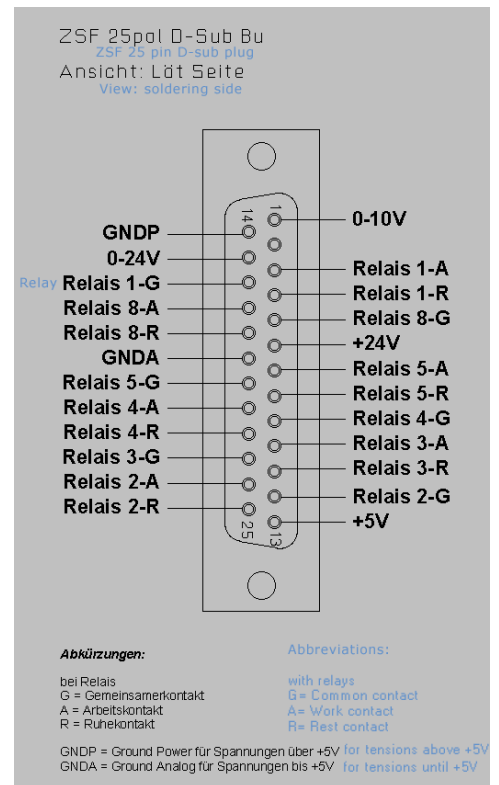 ZSF 25pol D-Sub Bu
ZSF 25 pin D-sub plug
Ansicht: Löt Seite
View: soldering side
14
1
GNDP
0-24V
Relay Relais 1-G
Relais 8-A
Relais 8-R
GNDA
Relais 5-G
Relais 4-A
Relais 4-R
Relais 3-G
Relais 2-A
Relais 2-R
0-10V
Relais 1-A
Relais 1-R
Relais 8-G
+24V
Relais 5-A
Relais 5-R
Relais 4-G
Relais 3-A
Relais 3-R
Relais 2-G
+5V
25
13
Abkürzungen:
bei Relais
G = Gemeinsamerkontakt
A = Arbeitskontakt
R = Ruhekontakt
Abbreviations:
with relays
G= Common contact
A= Work contact
R= Rest contact
GNDP = Ground Power für Spannungen über +5V for tensions above +5V
GNDA = Ground Analog für Spannungen bis +5V for tensions until +5V